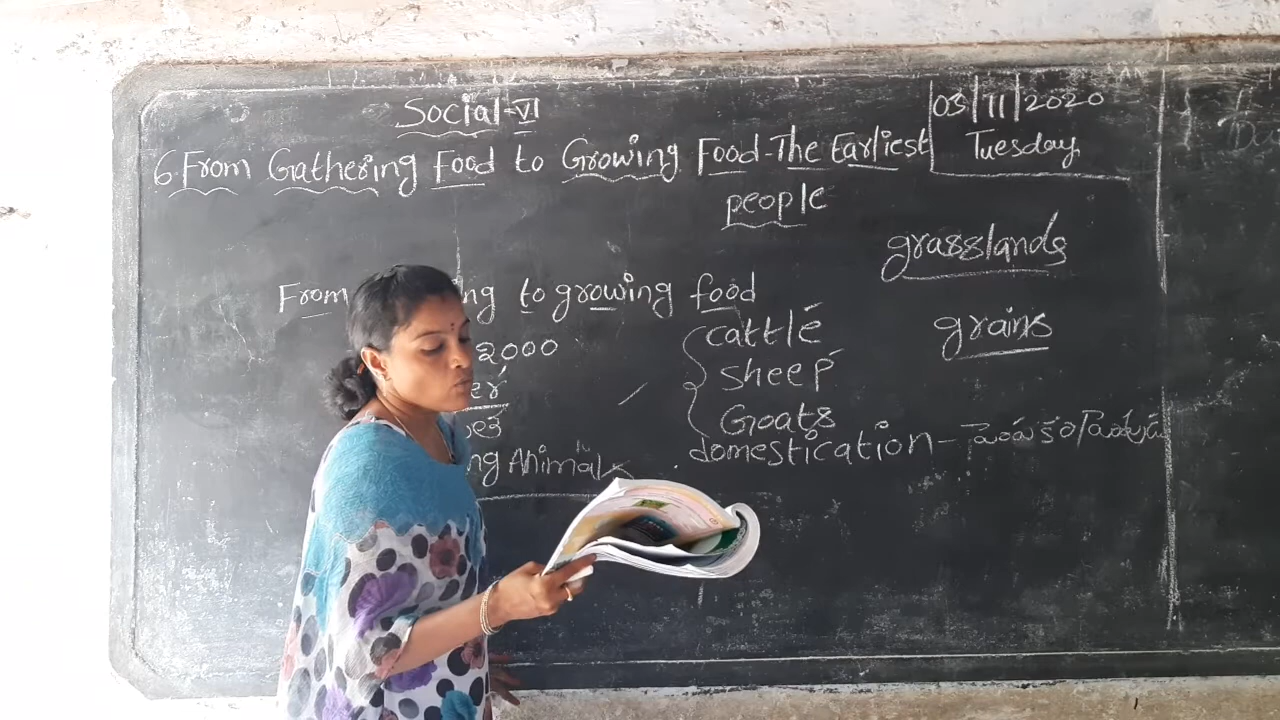 Social-VI
03/11/2020
Tuesday
6. From Gathering Food to Growing Food - The Earliest
people
grasslands
From ng to growing food
grains
2000
cattle
sheep
Goats
ng Animals
domestication -